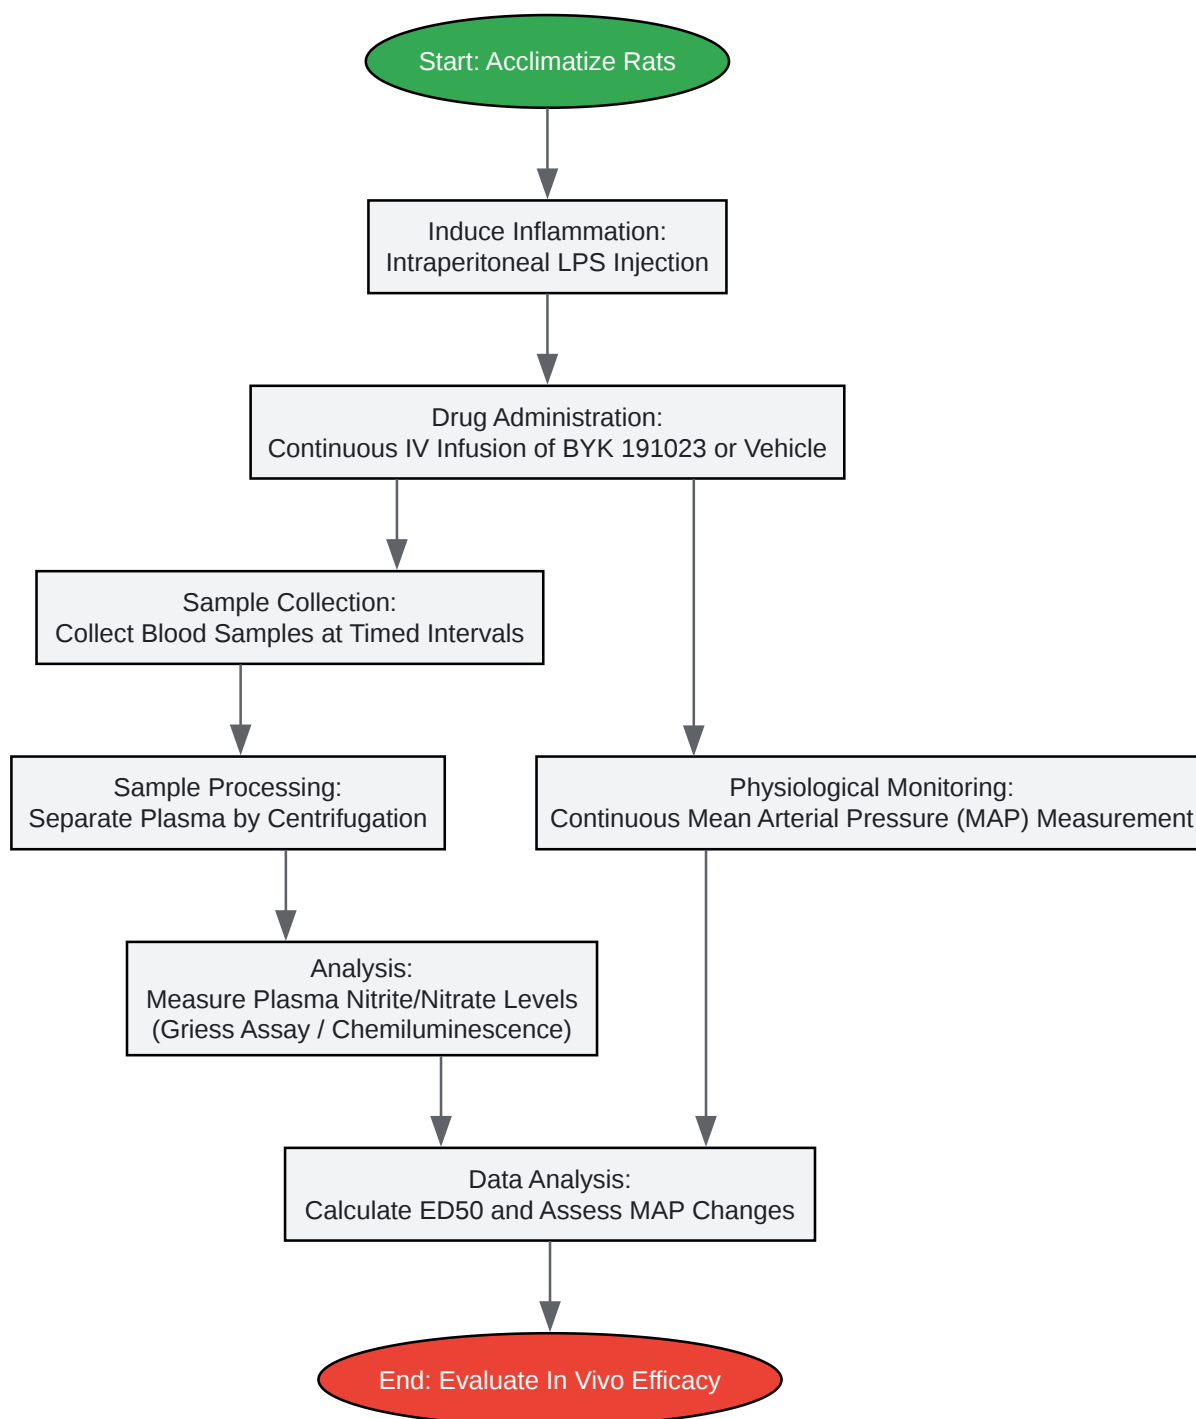 Start: Acclimatize Rats
Induce Inflammation:
Intraperitoneal LPS Injection
Drug Administration:
Continuous IV Infusion of BYK 191023 or Vehicle
Sample Collection:
Collect Blood Samples at Timed Intervals
Sample Processing:
Separate Plasma by Centrifugation
Physiological Monitoring:
Continuous Mean Arterial Pressure (MAP) Measurement
Analysis:
Measure Plasma Nitrite/Nitrate Levels
(Griess Assay / Chemiluminescence)
Data Analysis:
Calculate ED50 and Assess MAP Changes
End: Evaluate In Vivo Efficacy